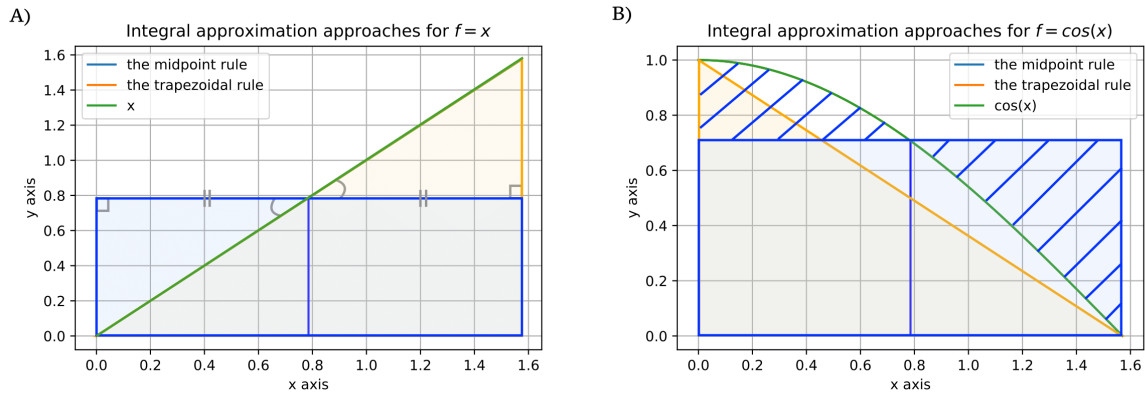 A)
Integral approximation approaches for f = x
the midpoint rule
the trapezoidal rule
x
y axis
1.6
1.4
1.2
1.0
0.8
0.6
0.4
0.2
0.0
0.0 0.2 0.4 0.6 0.8 1.0 1.2 1.4 1.6
x axis
B)
Integral approximation approaches for f = cos(x)
the midpoint rule
the trapezoidal rule
cos(x)
y axis
1.0
0.8
0.6
0.4
0.2
0.0
0.0 0.2 0.4 0.6 0.8 1.0 1.2 1.4 1.6
x axis